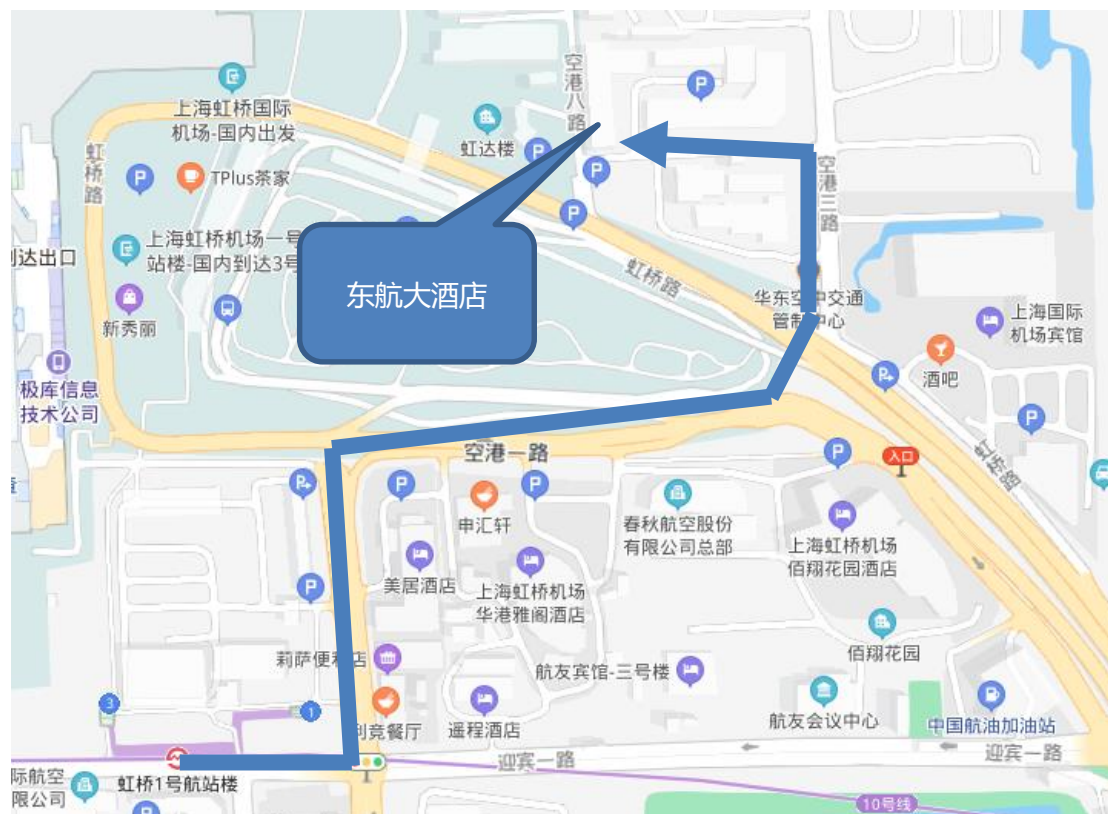 空
港
八
路
上海虹桥国际
机场-国内出发
虹达楼
P
P
虹
桥
路
P
TPlus茶家
P
P
空
港
三
路
到达出口
上海虹桥机场一号
站楼-国内到达3号
虹桥路
东航大酒店
华东空中交通
管制中心
上海国际
机场宾馆
新秀丽
酒吧
极库信息
技术公司
P
P
空港一路
P
入口
虹桥路
P
P
P
申汇轩
春秋航空股份
有限公司总部
上海虹桥机场
佰翔花园酒店
美居酒店
上海虹桥机场
华港雅阁酒店
P
佰翔花园
莉萨便利店
航友宾馆-三号楼
3
1
利竞餐厅
遥程酒店
航友会议中心
中国航油加油站
迎宾一路
迎宾一路
虹桥1号航站楼
际航空
限公司
10号线